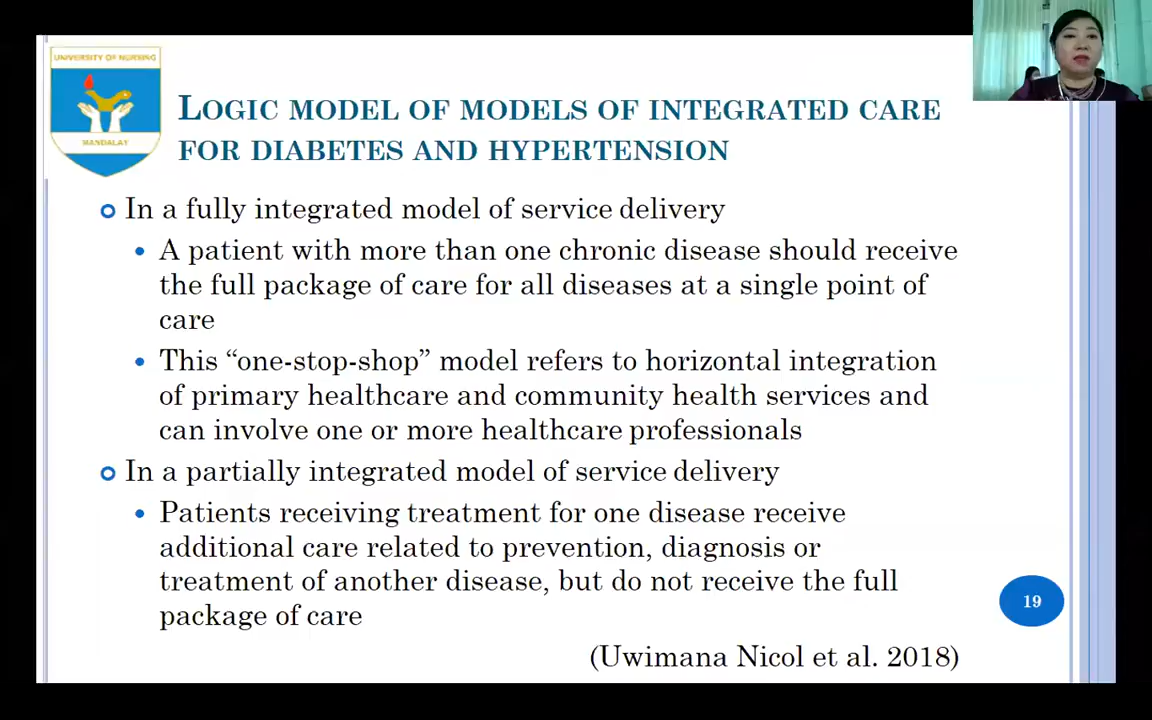 UNIVERSITY OF NURSING
MANDALAY
LOGIC MODEL OF MODELS OF INTEGRATED CARE
FOR DIABETES AND HYPERTENSION
In a fully integrated model of service delivery
A patient with more than one chronic disease should receive
the full package of care for all diseases at a single point of
care
This “one-stop-shop” model refers to horizontal integration
of primary healthcare and community health services and
can involve one or more healthcare professionals
In a partially integrated model of service delivery
Patients receiving treatment for one disease receive
additional care related to prevention, diagnosis or
treatment of another disease, but do not receive the full
package of care
19
(Uwimana Nicol et al. 2018)